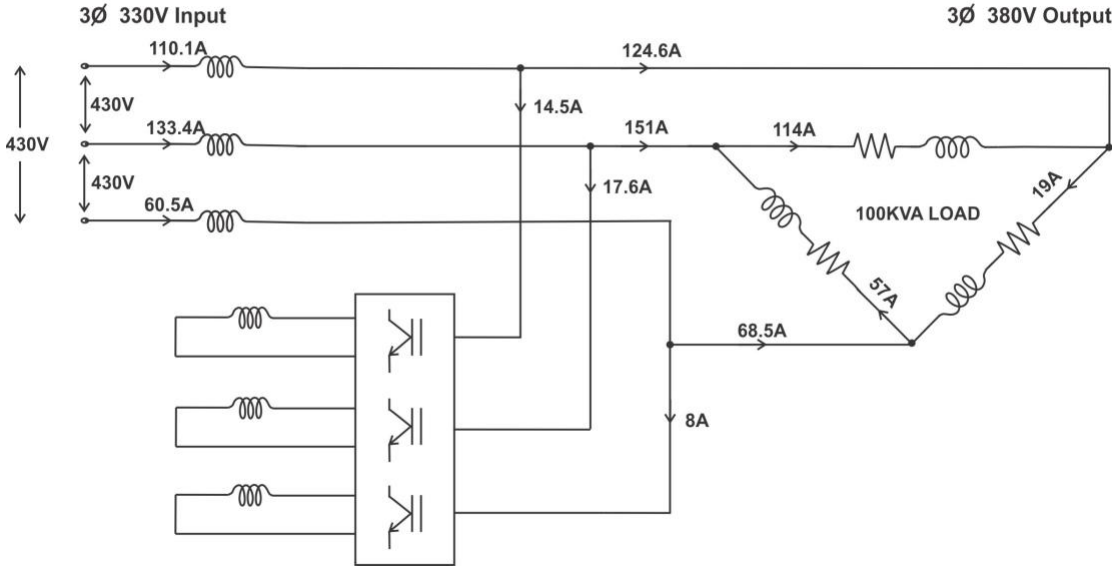 3Ø 330V Input
3Ø 380V Output
110.1A
124.6A
430V
14.5A
133.4A
151A
114A
430V
430V
17.6A
19A
60.5A
100KVA LOAD
57A
68.5A
8A